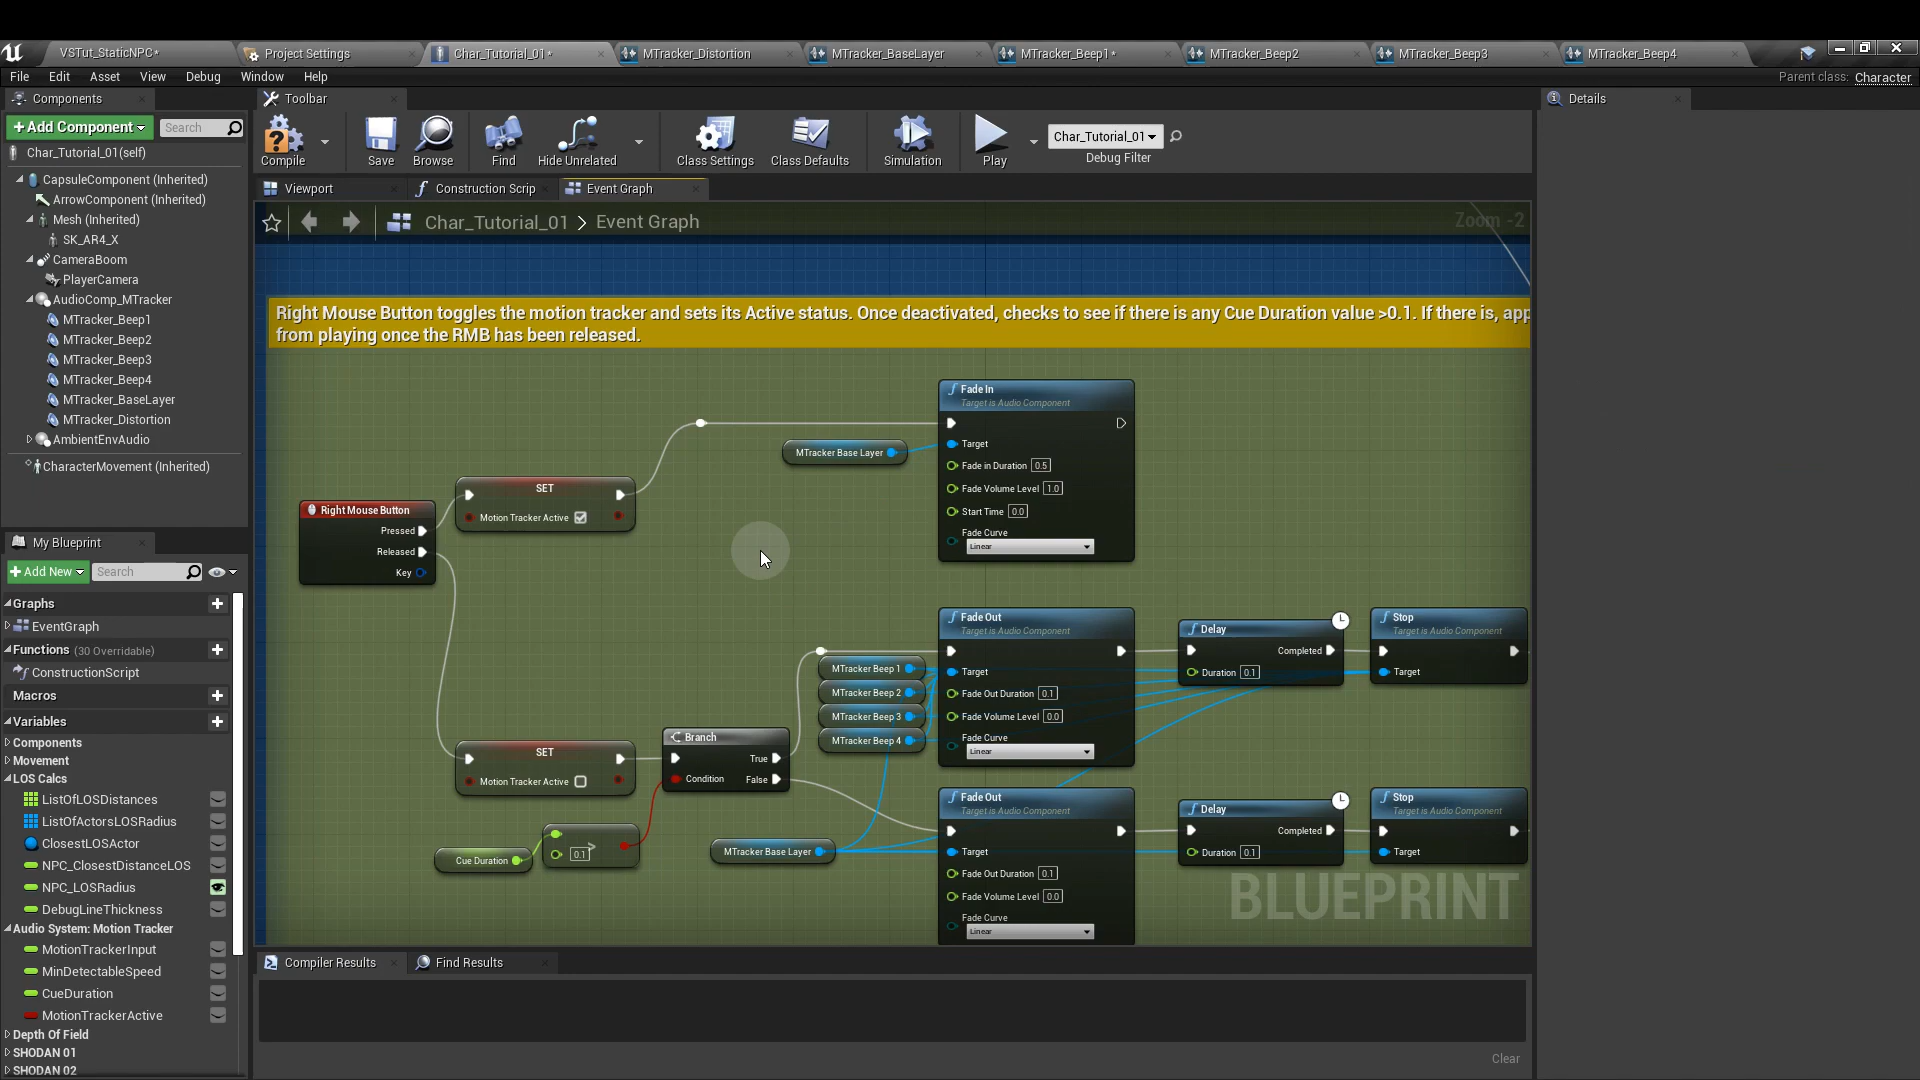 VSTut_StaticNPC*
Project Settings
Char_Tutorial_01*
MTracker_Distortion
MTracker_BaseLayer
MTracker_Beep1*
MTracker_Beep2
MTracker_Beep3
MTracker_Beep4
File Edit Asset View Debug Window Help
Parent class: Character
Components
Toolbar
Details
+Add Component
Search
Char_Tutorial_01(self)
Compile
Save
Browse
Find
Hide Unrelated
Class Settings
Class Defaults
Simulation
Play
Char_Tutorial_01
Debug Filter
CapsuleComponent (Inherited)
ArrowComponent (Inherited)
Mesh (Inherited)
SK_AR4_X
CameraBoom
PlayerCamera
AudioComp_MTracker
MTracker_Beep1
MTracker_Beep2
MTracker_Beep3
MTracker_Beep4
MTracker_BaseLayer
MTracker_Distortion
AmbientEnvAudio
CharacterMovement (Inherited)
Viewport
Construction Scrip
Event Graph
Char_Tutorial_01 > Event Graph
Zoom -2
Right Mouse Button toggles the motion tracker and sets its Active status. Once deactivated, checks to see if there is any Cue Duration value >0.1. If there is, app
from playing once the RMB has been released.
Fade In
Target is Audio Component
MTracker Base Layer
Target
Fade in Duration 0.5
Fade Volume Level 1.0
Start Time 0.0
Fade Curve
Linear
SET
Motion Tracker Active
Right Mouse Button
Pressed
Released
Key
Fade Out
Target is Audio Component
MTracker Beep 1
MTracker Beep 2
MTracker Beep 3
MTracker Beep 4
Target
Fade Out Duration 0.1
Fade Volume Level 0.0
Fade Curve
Linear
Delay
Completed
Duration 0.1
Stop
Target is Audio Component
Target
SET
Motion Tracker Active
Branch
True
Condition
False
Cue Duration
>
0.1
MTracker Base Layer
Fade Out
Target is Audio Component
Target
Fade Out Duration 0.1
Fade Volume Level 0.0
Fade Curve
Linear
Delay
Completed
Duration 0.1
Stop
Target is Audio Component
Target
BLUEPRINT
My Blueprint
+Add New
Search
Graphs
EventGraph
Functions (30 Overridable)
ConstructionScript
Macros
Variables
Components
Movement
LOS Calcs
ListOfLOSDistances
ListOfActorsLOSRadius
ClosestLOSActor
NPC_ClosestDistanceLOS
NPC_LOSRadius
DebugLineThickness
Audio System: Motion Tracker
MotionTrackerInput
MinDetectableSpeed
CueDuration
MotionTrackerActive
Depth Of Field
SHODAN 01
SHODAN 02
Compiler Results
Find Results
Clear